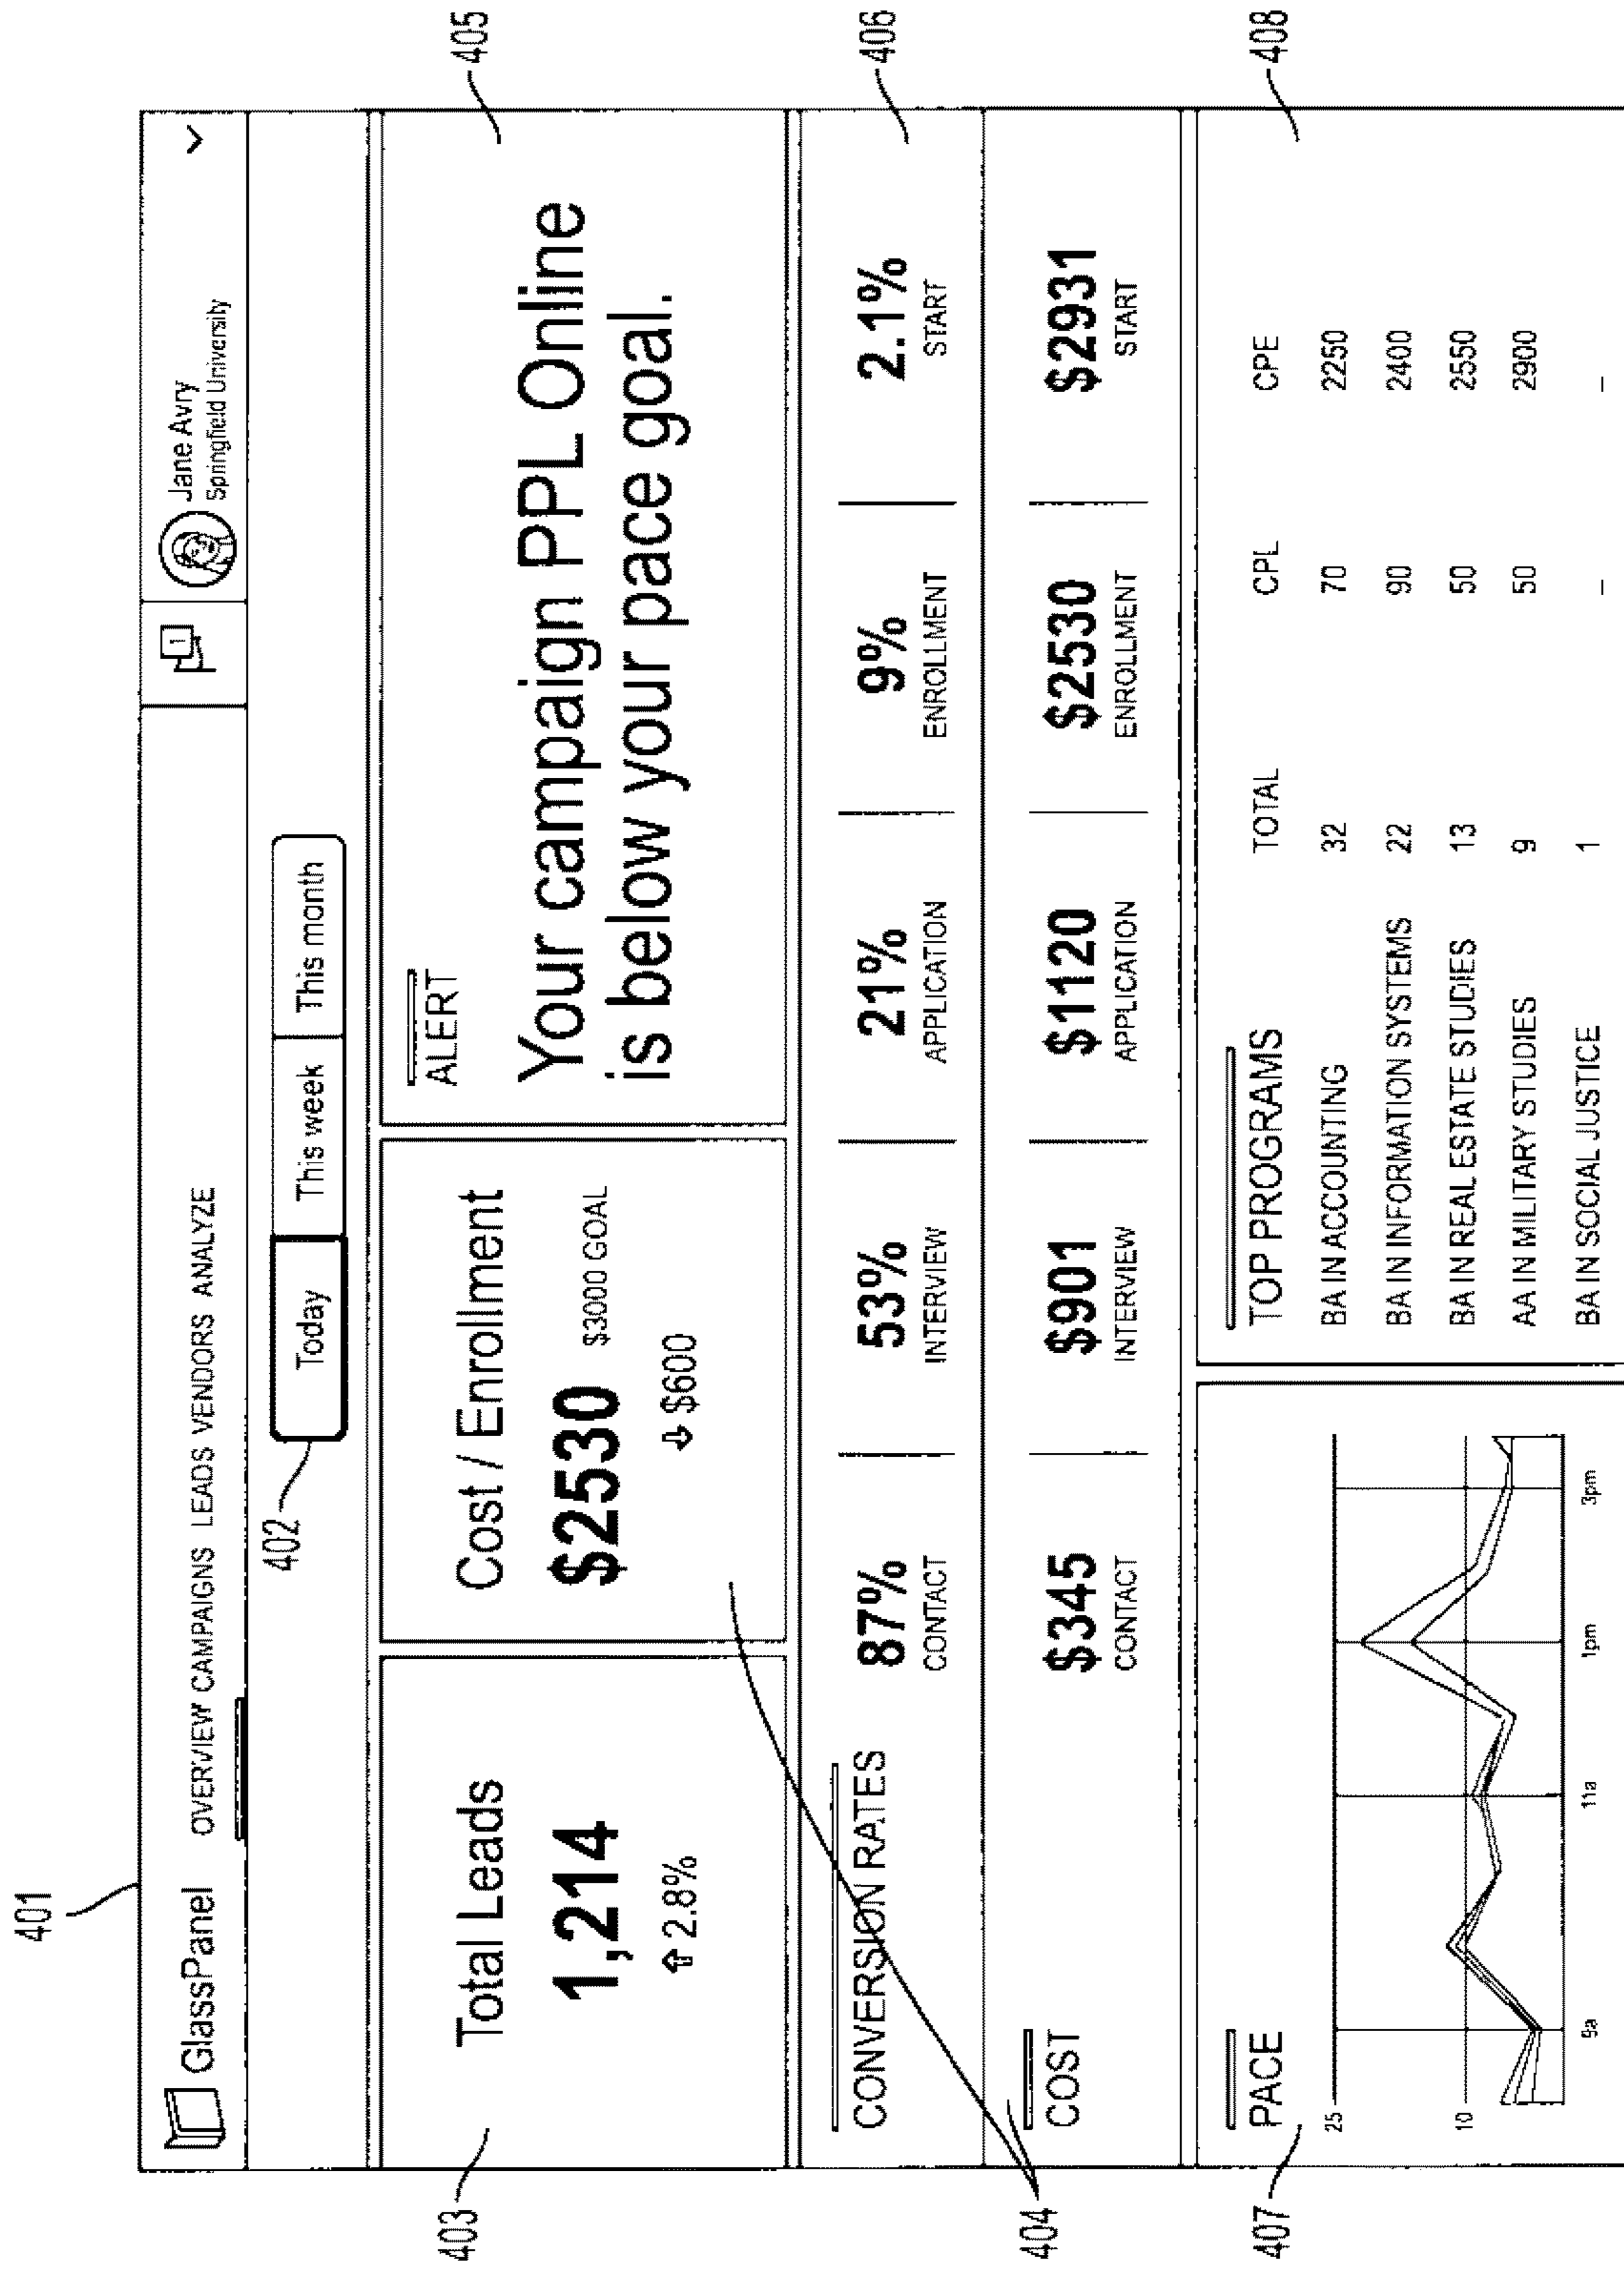 401
GlassPanel OVERVIEW CAMPAIGNS LEADS VENDORS ANALYZE 1 Jane Avry
Springfield University
402 Today This week This month
403
Total Leads
1,214
⇧ 2.8%
Cost / Enrollment
$2530 $3000 GOAL
⇩ $600
404
405
ALERT
Your campaign PPL Online
is below your pace goal.
406
CONVERSION RATES 87% 53% 21% 9% 2.1%
CONTACT INTERVIEW APPLICATION ENROLLMENT START
COST $345 $901 $1120 $2530 $2931
CONTACT INTERVIEW APPLICATION ENROLLMENT START
407
PACE
25
10
9a 11a 1pm 3pm
408
TOP PROGRAMS TOTAL CPL CPE
BA IN ACCOUNTING 32 70 2250
BA IN INFORMATION SYSTEMS 22 90 2400
BA IN REAL ESTATE STUDIES 13 50 2550
AA IN MILITARY STUDIES 9 50 2900
BA IN SOCIAL JUSTICE 1 – –